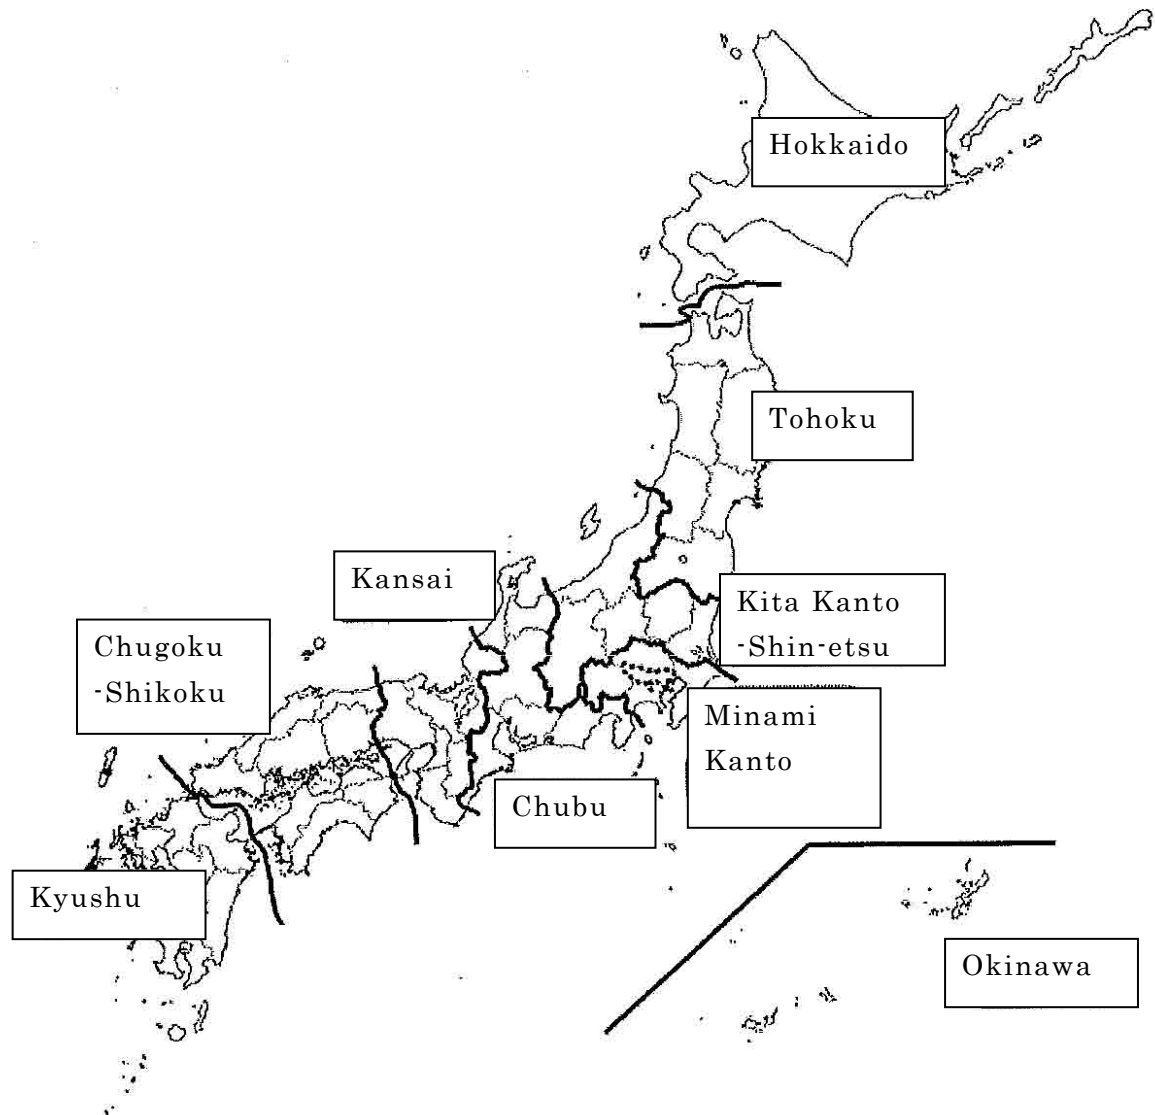 Hokkaido
Tohoku
Kansai
Kita Kanto
-Shin-etsu
Chugoku
-Shikoku
Minami
Kanto
Chubu
Kyushu
Okinawa